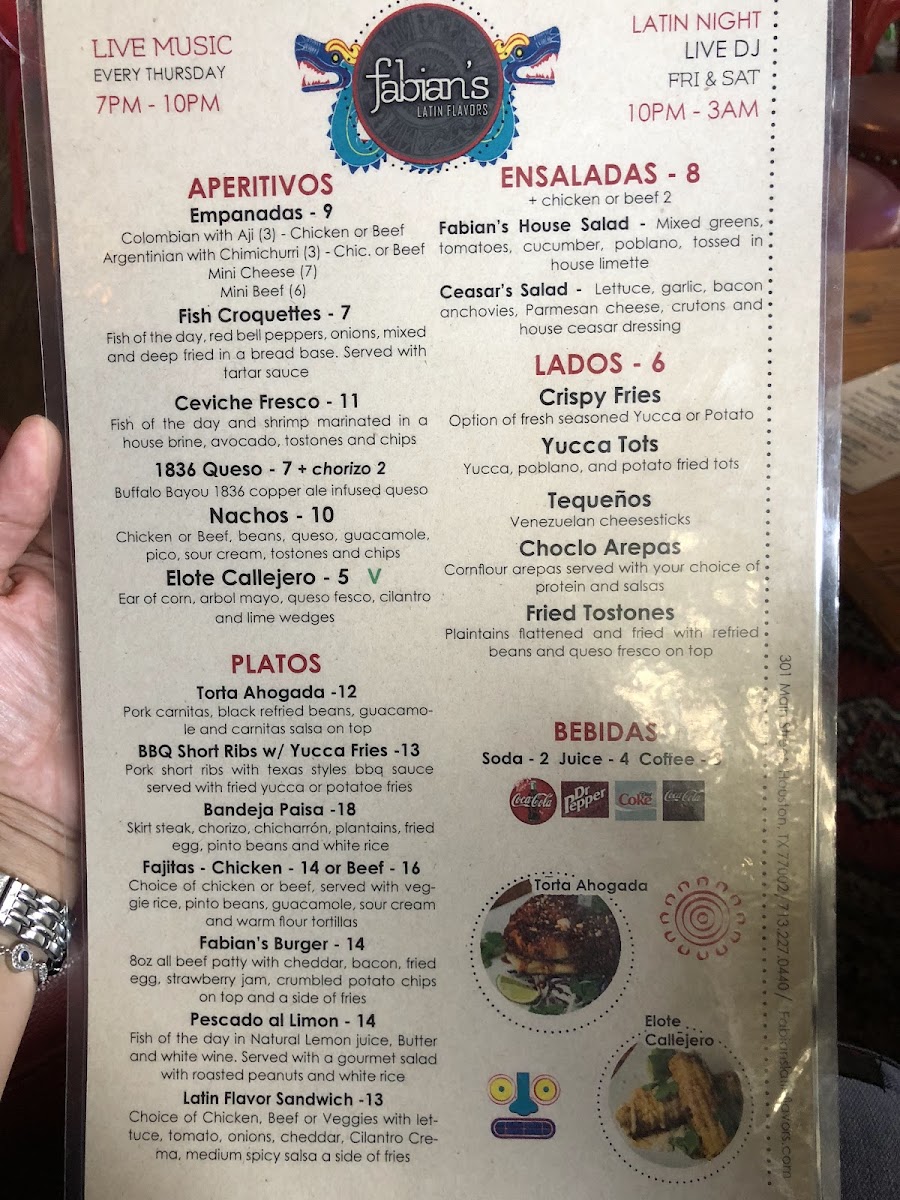 LIVE MUSIC
EVERY THURSDAY
7PM - 10PM
fabian's
LATIN FLAVORS
LATIN NIGHT
LIVE DJ
FRI & SAT
10PM - 3AM
APERITIVOS
Empanadas - 9
Colombian with Aji (3) - Chicken or Beef
Argentinian with Chimichurri (3) - Chic. or Beef
Mini Cheese (7)
Mini Beef (6)
Fish Croquettes - 7
Fish of the day, red bell peppers, onions, mixed
and deep fried in a bread base. Served with
tartar sauce
Ceviche Fresco - 11
Fish of the day and shrimp marinated in a
house brine, avocado, tostones and chips
1836 Queso - 7 + chorizo 2
Buffalo Bayou 1836 copper ale infused queso
Nachos - 10
Chicken or Beef, beans, queso, guacamole,
pico, sour cream, tostones and chips
Elote Callejero - 5 V
Ear of corn, arbol mayo, queso fesco, cilantro
and lime wedges
PLATOS
Torta Ahogada -12
Pork carnitas, black refried beans, guacamo-
le and carnitas salsa on top
BBQ Short Ribs w/ Yucca Fries -13
Pork short ribs with texas styles bbq sauce
served with fried yucca or potatoe fries
Bandeja Paisa -18
Skirt steak, chorizo, chicharrón, plantains, fried
egg, pinto beans and white rice
Fajitas - Chicken - 14 or Beef - 16
Choice of chicken or beef, served with veg-
gie rice, pinto beans, guacamole, sour cream
and warm flour tortillas
Fabian's Burger - 14
8oz all beef patty with cheddar, bacon, fried
egg, strawberry jam, crumbled potato chips
on top and a side of fries
Pescado al Limon - 14
Fish of the day in Natural Lemon juice, Butter
and white wine. Served with a gourmet salad
with roasted peanuts and white rice
Latin Flavor Sandwich -13
Choice of Chicken, Beef or Veggies with let-
tuce, tomato, onions, cheddar, Cilantro Cre-
ma, medium spicy salsa a side of fries
ENSALADAS - 8
+ chicken or beef 2
Fabian's House Salad - Mixed greens,
tomatoes, cucumber, poblano, tossed in
house limette
Ceasar's Salad - Lettuce, garlic, bacon
anchovies, Parmesan cheese, crutons and
house ceasar dressing
LADOS - 6
Crispy Fries
Option of fresh seasoned Yucca or Potato
Yucca Tots
Yucca, poblano, and potato fried tots
Tequeños
Venezuelan cheesesticks
Choclo Arepas
Cornflour arepas served with your choice of
protein and salsas
Fried Tostones
Plaintains flattened and fried with refried
beans and queso fresco on top
BEBIDAS
Soda - 2 Juice - 4 Coffee - 3
Coca-Cola
Dr Pepper
Coke
Coca-Cola
Torta Ahogada
Elote
Callejero
301 Main Street, Houston, TX 77002 / 713.227.0440 /